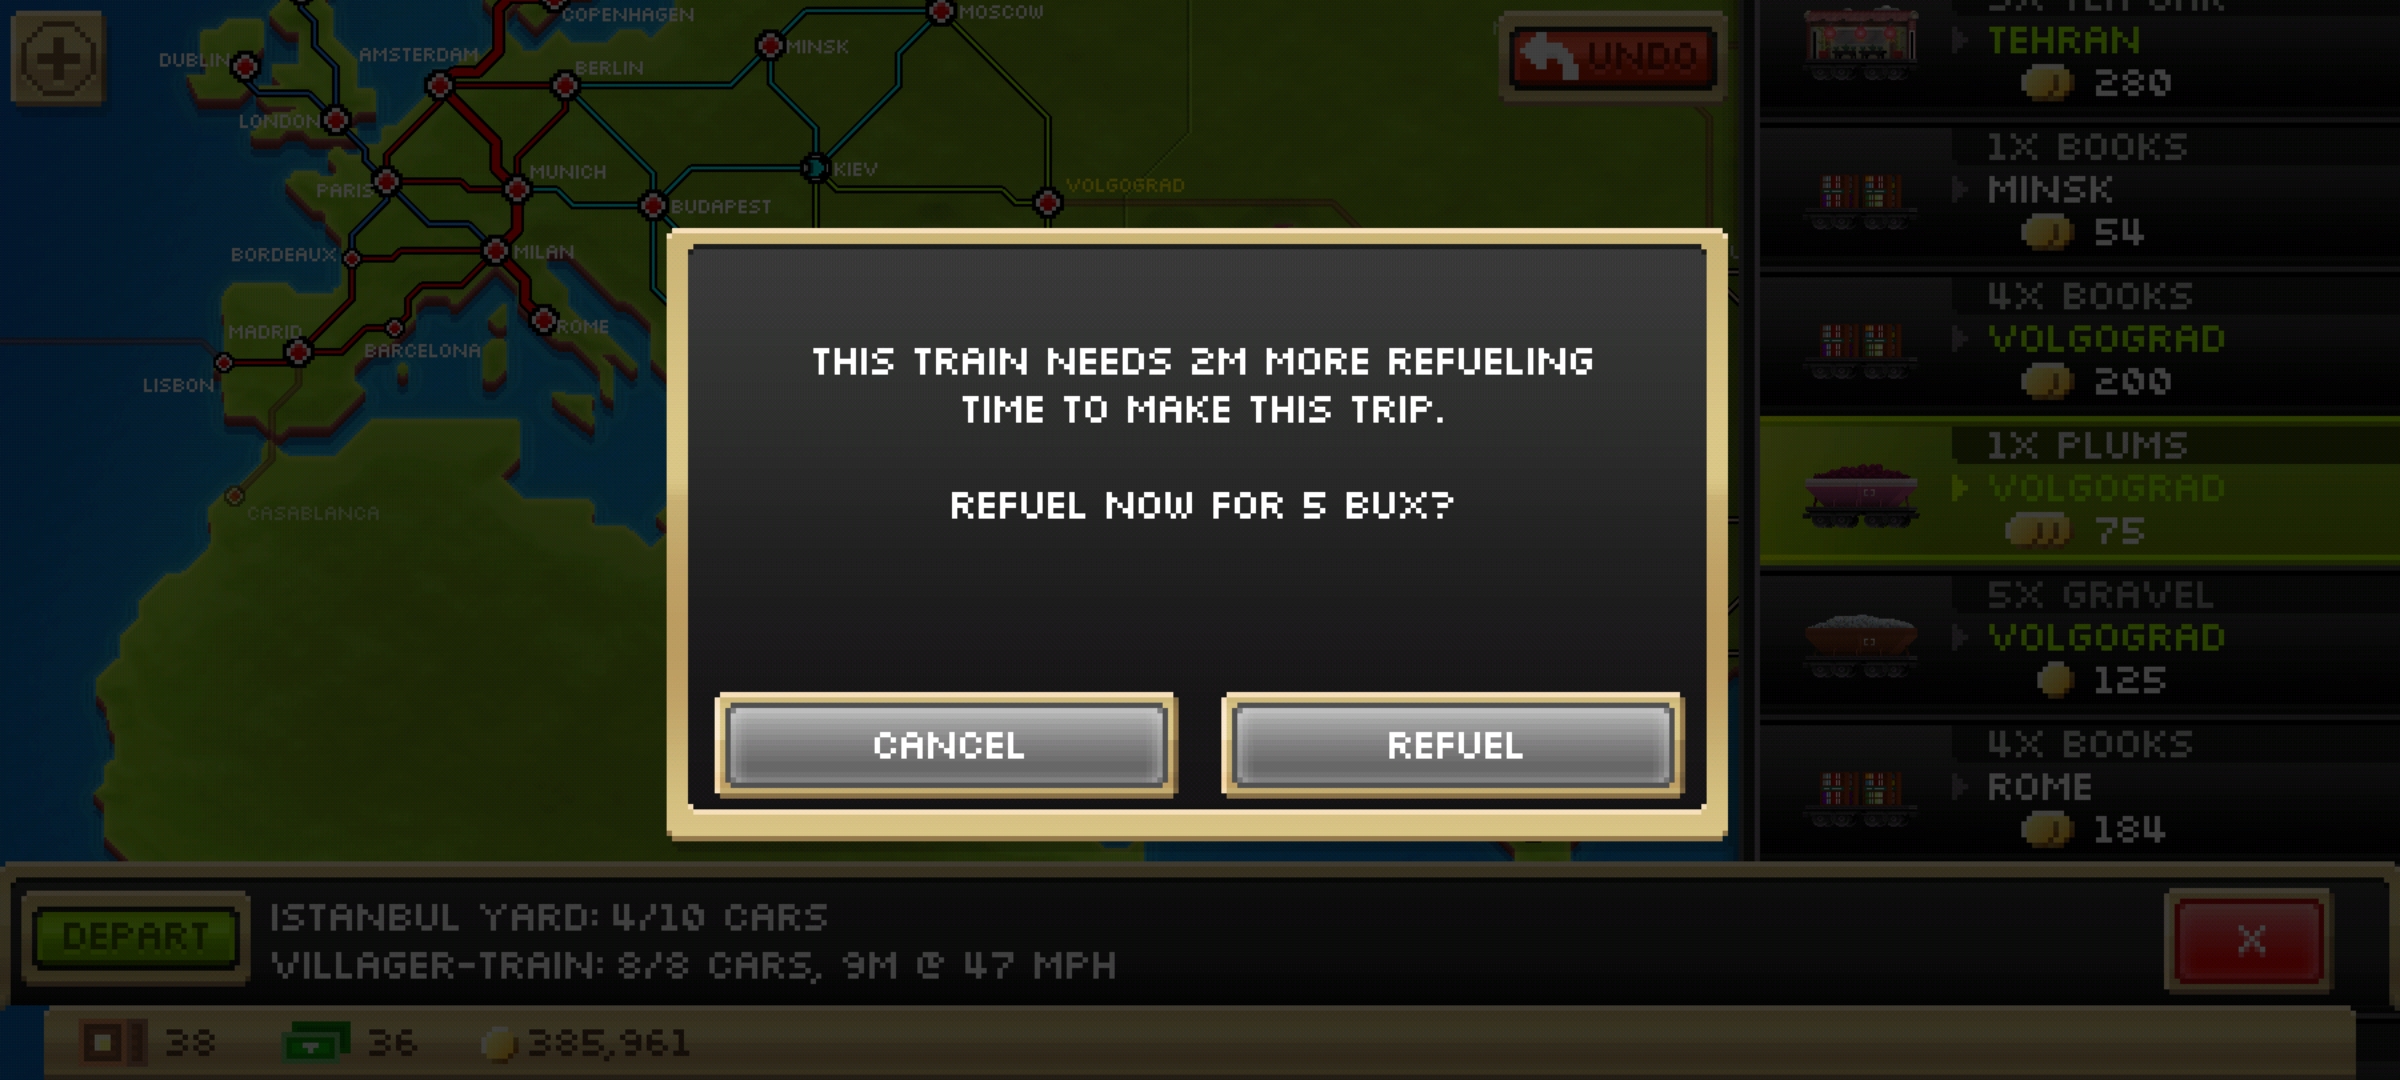 COPENHAGEN
MOSCOW
DUBLIN
AMSTERDAM
MINSK
BERLIN
LONDON
MUNICH
KIEV
PARIS
VOLGOGRAD
BUDAPEST
BORDEAUX
MILAN
MADRID
ROME
BARCELONA
LISBON
CASABLANCA
UNDO
TEHRAN
280
1X BOOKS
MINSK
54
4X BOOKS
VOLGOGRAD
200
1X PLUMS
VOLGOGRAD
75
5X GRAVEL
VOLGOGRAD
125
4X BOOKS
ROME
184
THIS TRAIN NEEDS 2M MORE REFUELING
TIME TO MAKE THIS TRIP.
REFUEL NOW FOR 5 BUX?
CANCEL
REFUEL
DEPART
ISTANBUL YARD: 4/10 CARS
VILLAGER-TRAIN: 8/8 CARS, 9M @ 47 MPH
X
38
36
385,961